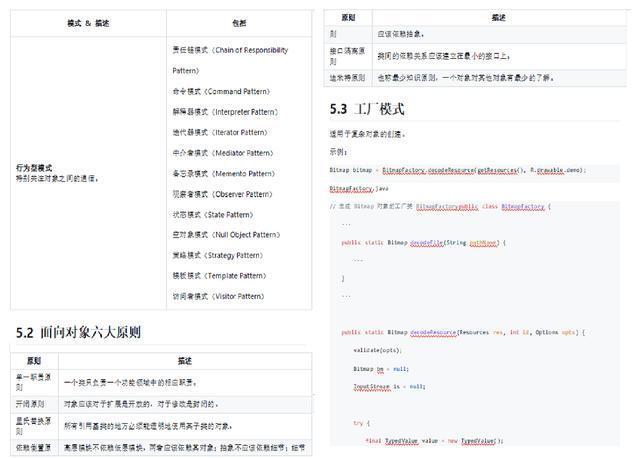 模式 & 描述 包括
行为型模式
特别关注对象之间的通信。
责任链模式（Chain of Responsibility
Pattern）
命令模式（Command Pattern）
解释器模式（Interpreter Pattern）
迭代器模式（Iterator Pattern）
中介者模式（Mediator Pattern）
备忘录模式（Memento Pattern）
观察者模式（Observer Pattern）
状态模式（State Pattern）
空对象模式（Null Object Pattern）
策略模式（Strategy Pattern）
模板模式（Template Pattern）
访问者模式（Visitor Pattern）
5.2 面向对象六大原则
原则 描述
单一职责原
则
一个类只负责一个功能领域中的相应职责。
开闭原则 对象应该对于扩展是开放的，对于修改是封闭的。
里氏替换原
则
所有引用基类的地方必须能透明地使用其子类的对象。
依赖倒置原 高层模块不依赖低层模块，两者应该依赖其对象；抽象不应该依赖细节；细节
原则 描述
则 应该依赖抽象。
接口隔离原
则
类间的依赖关系应该建立在最小的接口上。
迪米特原则 也称最少知识原则，一个对象对其他对象有最少的了解。
5.3 工厂模式
适用于复杂对象的创建。
示例：
Bitmap bitmap = BitmapFactory.decodeResource(getResources(), R.drawable.demo);
BitmapFactory.java
// 生成 Bitmap 对象的工厂类 BitmapFactorypublic class BitmapFactory {
...
public static Bitmap decodeFile(String pathName) {
...
}
...
public static Bitmap decodeResource(Resources res, int id, Options opts) {
validate(opts);
Bitmap bm = null;
InputStream is = null;
try {
final TypedValue value = new TypedValue();